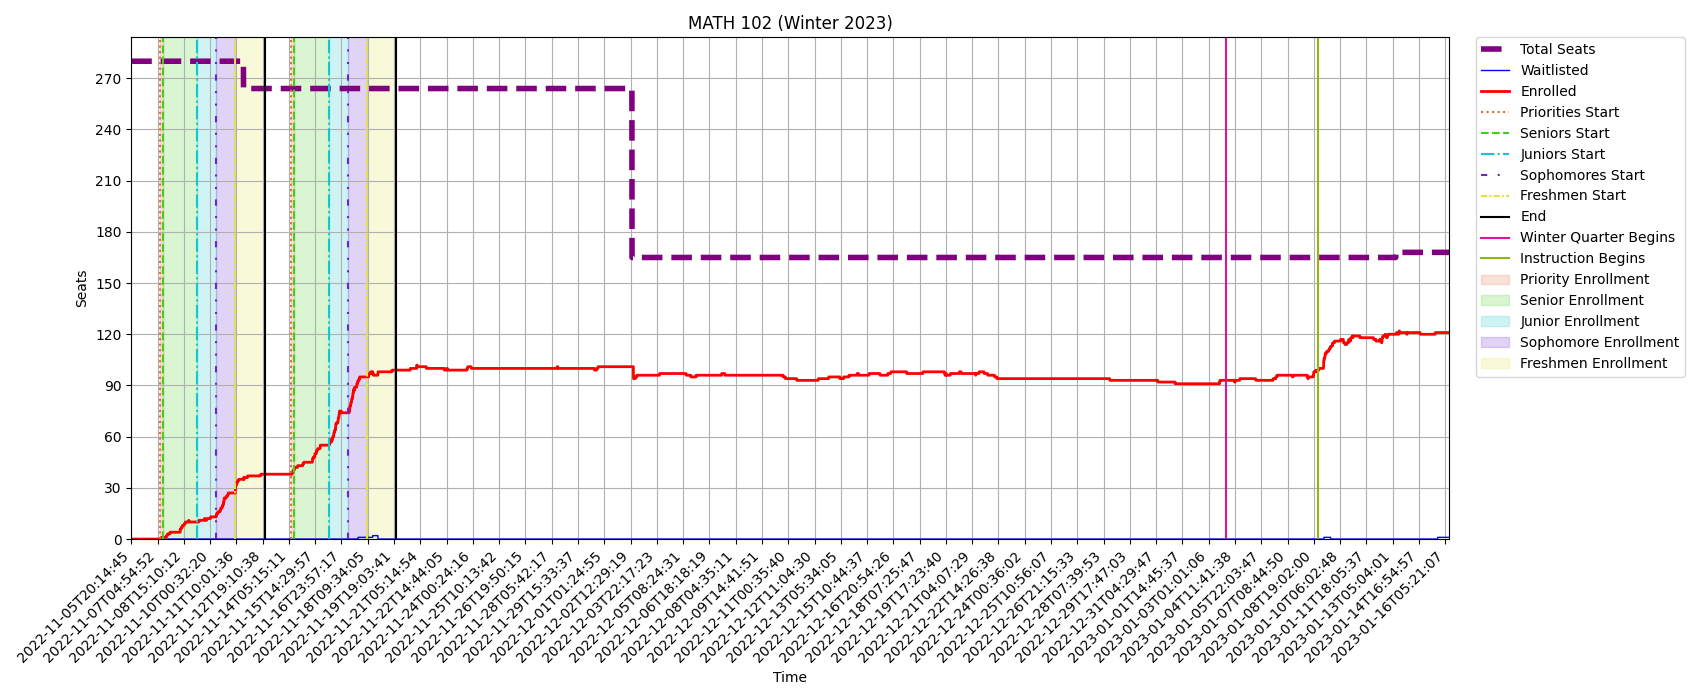 MATH 102 (Winter 2023)
Seats
270
240
210
180
150
120
90
60
30
0
2022-11-05T20:14:45
2022-11-07T04:54:52
2022-11-08T15:10:12
2022-11-10T00:32:20
2022-11-11T10:01:36
2022-11-12T19:10:38
2022-11-14T05:15:11
2022-11-15T14:29:57
2022-11-16T23:57:17
2022-11-18T09:34:05
2022-11-19T19:03:41
2022-11-21T05:14:54
2022-11-22T14:44:05
2022-11-24T00:24:16
2022-11-25T10:13:42
2022-11-26T19:50:15
2022-11-28T05:42:17
2022-11-29T15:33:37
2022-12-01T01:24:55
2022-12-02T12:29:19
2022-12-03T22:17:23
2022-12-05T08:24:31
2022-12-06T18:18:19
2022-12-08T04:35:11
2022-12-09T14:41:51
2022-12-11T00:35:40
2022-12-12T11:04:30
2022-12-13T05:34:05
2022-12-15T10:44:37
2022-12-16T20:54:26
2022-12-18T07:25:47
2022-12-19T17:23:40
2022-12-21T04:07:29
2022-12-22T14:26:38
2022-12-24T00:36:02
2022-12-25T10:56:07
2022-12-26T21:15:33
2022-12-28T07:39:53
2022-12-29T17:47:03
2022-12-31T04:29:47
2023-01-01T14:45:37
2023-01-03T01:01:06
2023-01-04T11:41:38
2023-01-05T22:03:47
2023-01-07T08:44:50
2023-01-08T19:02:00
2023-01-10T06:02:48
2023-01-11T18:05:37
2023-01-13T05:04:01
2023-01-14T16:54:57
2023-01-16T05:21:07
Time
Total Seats
Waitlisted
Enrolled
Priorities Start
Seniors Start
Juniors Start
Sophomores Start
Freshmen Start
End
Winter Quarter Begins
Instruction Begins
Priority Enrollment
Senior Enrollment
Junior Enrollment
Sophomore Enrollment
Freshmen Enrollment